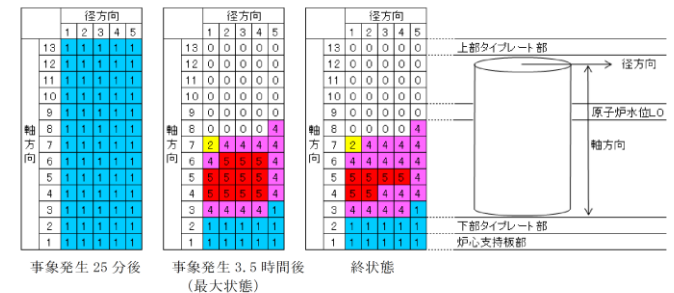 径方向
1 2 3 4 5
軸方向
13 1 1 1 1 1
12 1 1 1 1 1
11 1 1 1 1 1
10 1 1 1 1 1
9 1 1 1 1 1
8 1 1 1 1 1
7 1 1 1 1 1
6 1 1 1 1 1
5 1 1 1 1 1
4 1 1 1 1 1
3 1 1 1 1 1
2 1 1 1 1 1
1 1 1 1 1 1
事象発生25分後
径方向
1 2 3 4 5
軸方向
13 0 0 0 0 0
12 0 0 0 0 0
11 0 0 0 0 0
10 0 0 0 0 0
9 0 0 0 0 0
8 0 0 0 0 4
7 2 4 4 4 4
6 4 5 5 5 4
5 5 5 5 5 4
4 5 5 5 5 4
3 4 4 4 4 1
2 1 1 1 1 1
1 1 1 1 1 1
事象発生3.5時間後
(最大状態)
径方向
1 2 3 4 5
軸方向
13 0 0 0 0 0
12 0 0 0 0 0
11 0 0 0 0 0
10 0 0 0 0 0
9 0 0 0 0 0
8 0 0 0 0 4
7 2 4 4 4 4
6 4 4 4 4 4
5 5 5 5 5 4
4 5 5 4 4 4
3 4 4 4 4 1
2 1 1 1 1 1
1 1 1 1 1 1
終状態
上部タイプレート部
径方向
原子炉水位L0
軸方向
下部タイプレート部
炉心支持板部